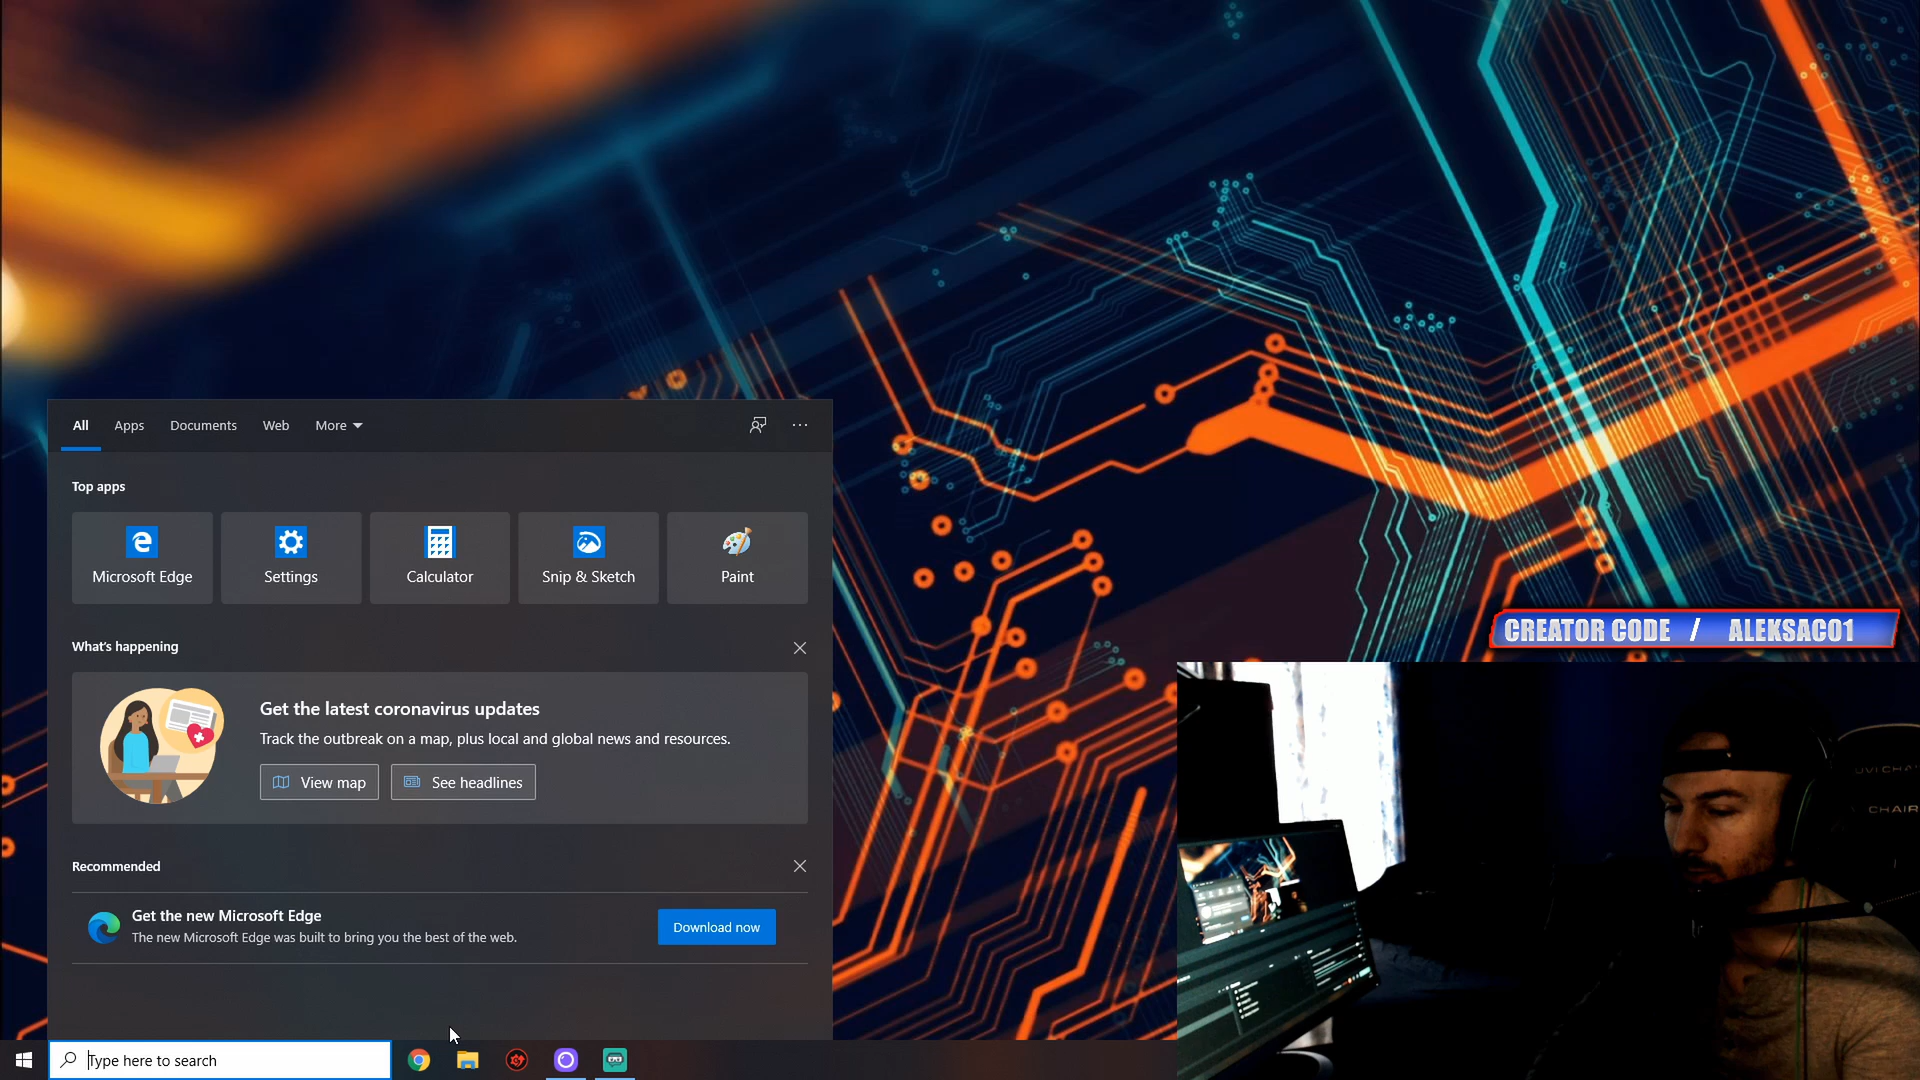 All Apps Documents Web More
Top apps
Microsoft Edge Settings Calculator Snip & Sketch Paint
What's happening
Get the latest coronavirus updates
Track the outbreak on a map, plus local and global news and resources.
View map See headlines
Recommended
Get the new Microsoft Edge
The new Microsoft Edge was built to bring you the best of the web.
Download now
Type here to search
CREATOR CODE / ALEKSACO1
CHAIR